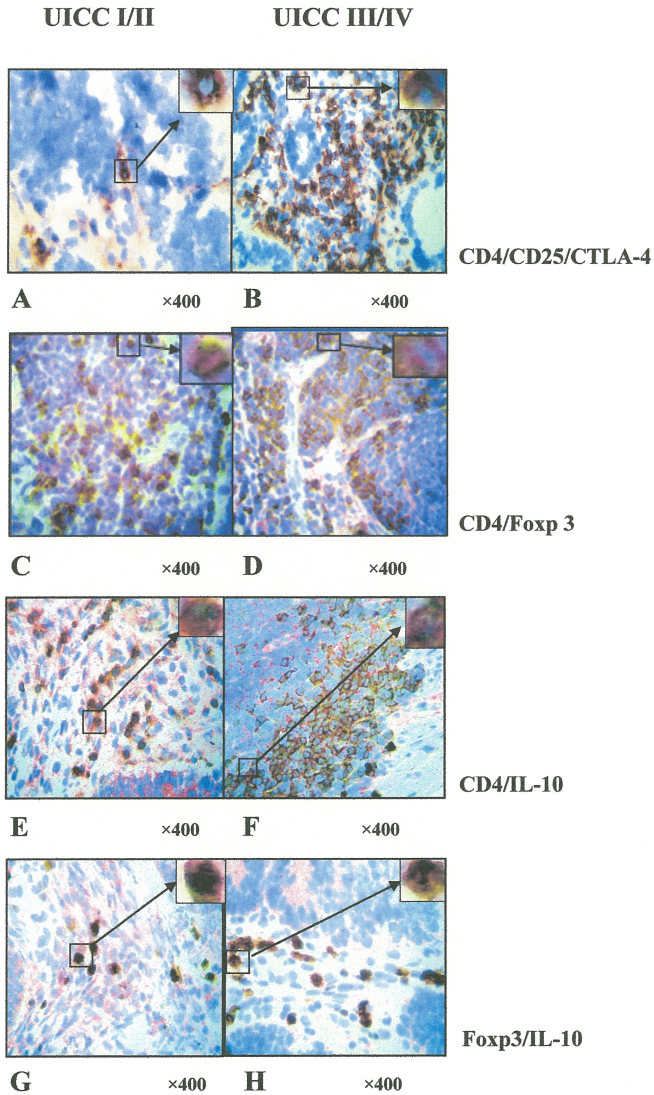 UICC I/II UICC III/IV
CD4/CD25/CTLA-4
A ×400 B ×400
CD4/Foxp 3
C ×400 D ×400
CD4/IL-10
E ×400 F ×400
Foxp3/IL-10
G ×400 H ×400